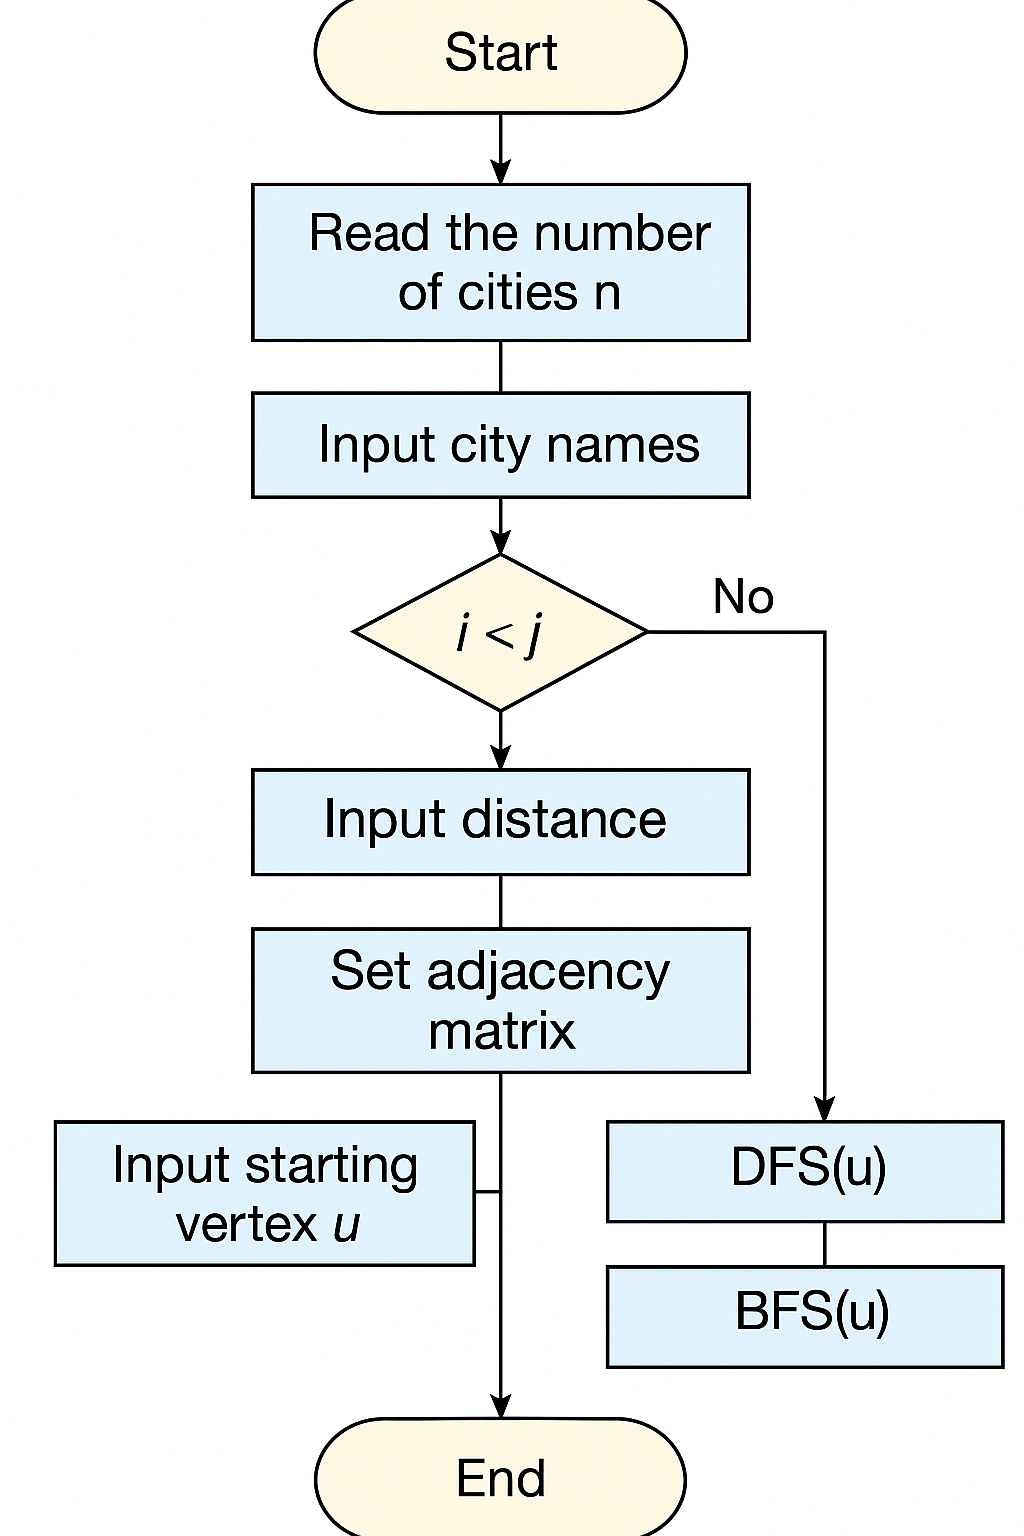 Start
Read the number
of cities n
Input city names
i < j
No
Input distance
Set adjacency
matrix
Input starting
vertex u
DFS(u)
BFS(u)
End